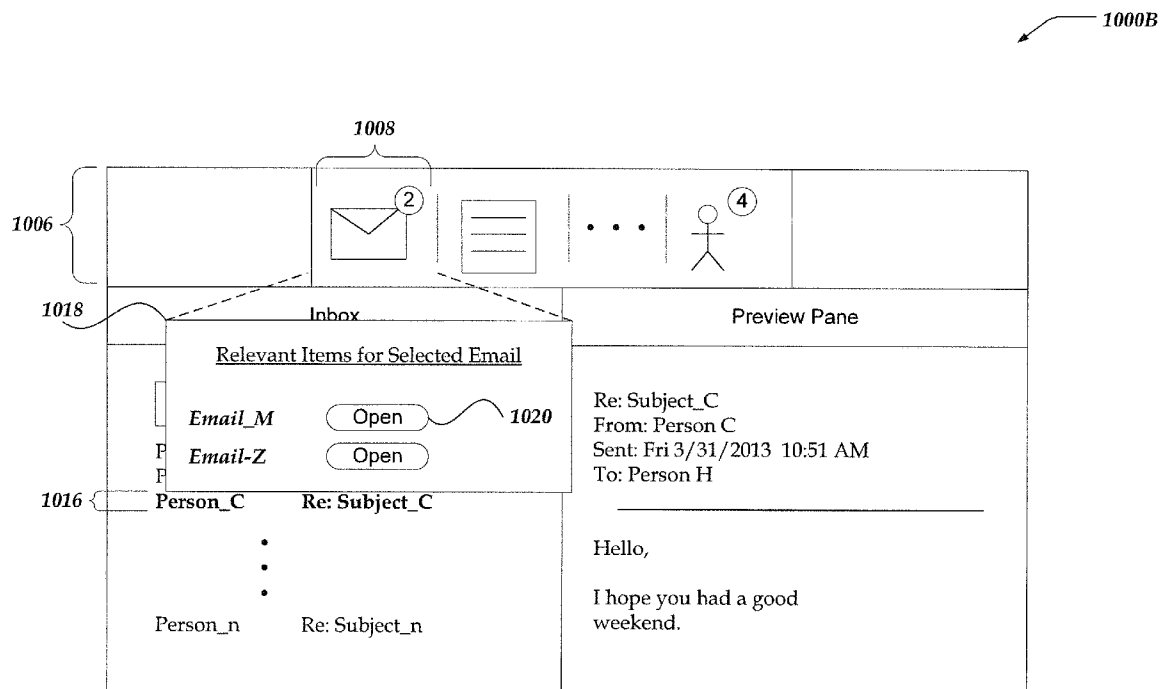 1000B
1008
2
4
1006
1018
Inbox
Preview Pane
Relevant Items for Selected Email
Email_M Open 1020
Email-Z Open
P
P
1016 Person_C Re: Subject_C
Person_n Re: Subject_n
Re: Subject_C
From: Person C
Sent: Fri 3/31/2013 10:51 AM
To: Person H
Hello,
I hope you had a good
weekend.